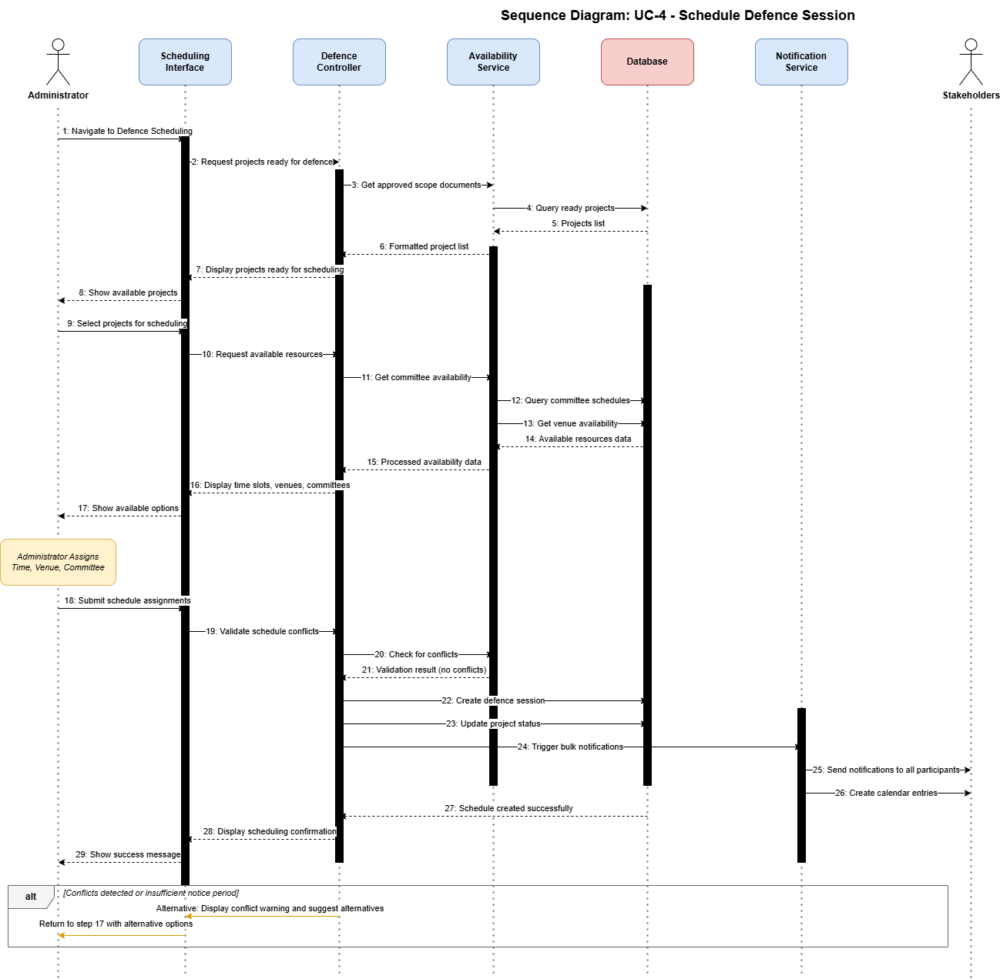 Sequence Diagram: UC-4 - Schedule Defence Session
Administrator
Scheduling
Interface
Defence
Controller
Availability
Service
Database
Notification
Service
Stakeholders
1: Navigate to Defence Scheduling
2: Request projects ready for defence
3: Get approved scope documents
4: Query ready projects
5: Projects list
6: Formatted project list
7: Display projects ready for scheduling
8: Show available projects
9: Select projects for scheduling
10: Request available resources
11: Get committee availability
12: Query committee schedules
13: Get venue availability
14: Available resources data
15: Processed availability data
16: Display time slots, venues, committees
17: Show available options
Administrator Assigns
Time, Venue, Committee
18: Submit schedule assignments
19: Validate schedule conflicts
20: Check for conflicts
21: Validation result (no conflicts)
22: Create defence session
23: Update project status
24: Trigger bulk notifications
25: Send notifications to all participants
26: Create calendar entries
27: Schedule created successfully
28: Display scheduling confirmation
29: Show success message
alt
[Conflicts detected or insufficient notice period]
Alternative: Display conflict warning and suggest alternatives
Return to step 17 with alternative options